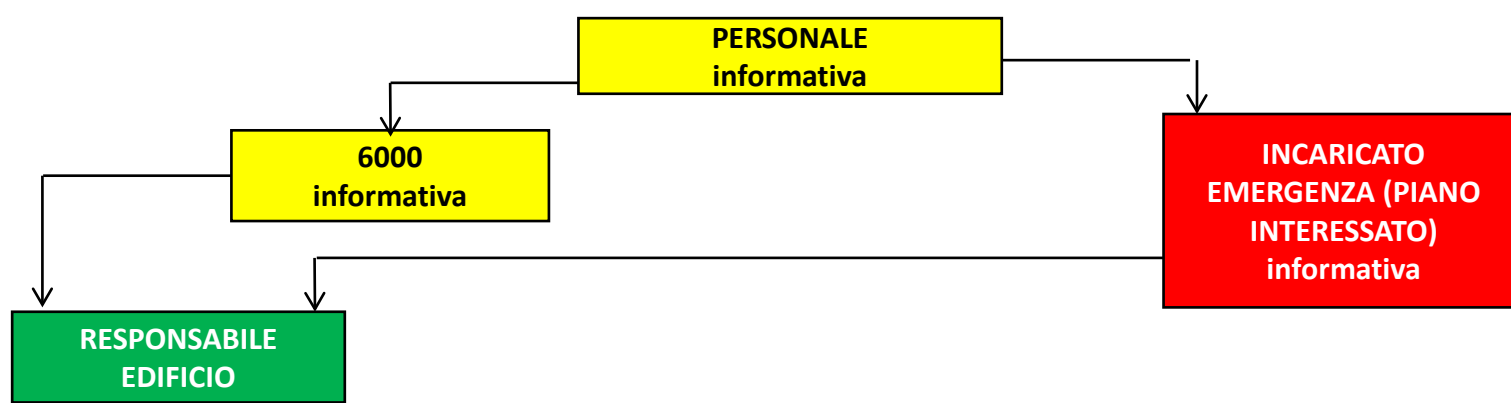 PERSONALE
informativa
6000
informativa
INCARICATO
EMERGENZA (PIANO
INTERESSATO)
informativa
RESPONSABILE
EDIFICIO